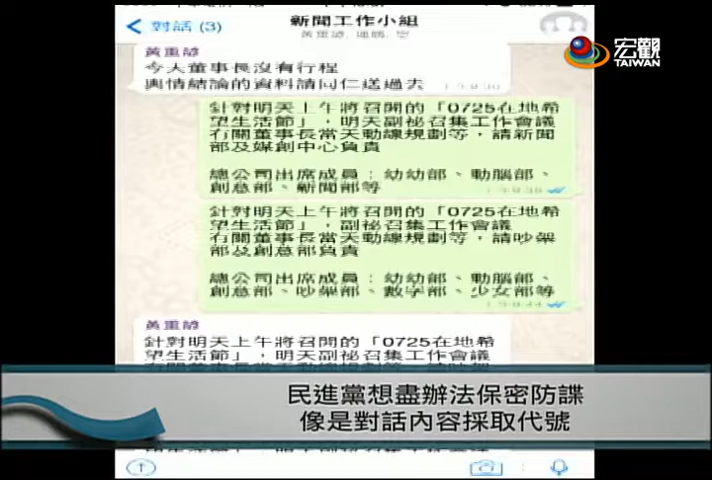 對話 (3)
新聞工作小組
黃重諺
今天董事長沒有行程
輿情結論的資料請同仁送過去
宏觀
TAIWAN
針對明天上午將召開的「0725在地希
望生活節」，明天副祕召集工作會議
有關董事長當天動線規劃等，請新聞
部及媒創中心負責
總公司出席成員：幼幼部、動腦部、
創意部、新聞部等
針對明天上午將召開的「0725在地希
望生活節」，副祕召集工作會議
有關董事長當天動線規劃等，請吵架
部及創意部負責
總公司出席成員：幼幼部、動腦部、
創意部、吵架部、數字部、少女部等
黃重諺
針對明天上午將召開的「0725在地希
望生活節」，明天副祕召集工作會議
民進黨想盡辦法保密防諜
像是對話內容採取代號